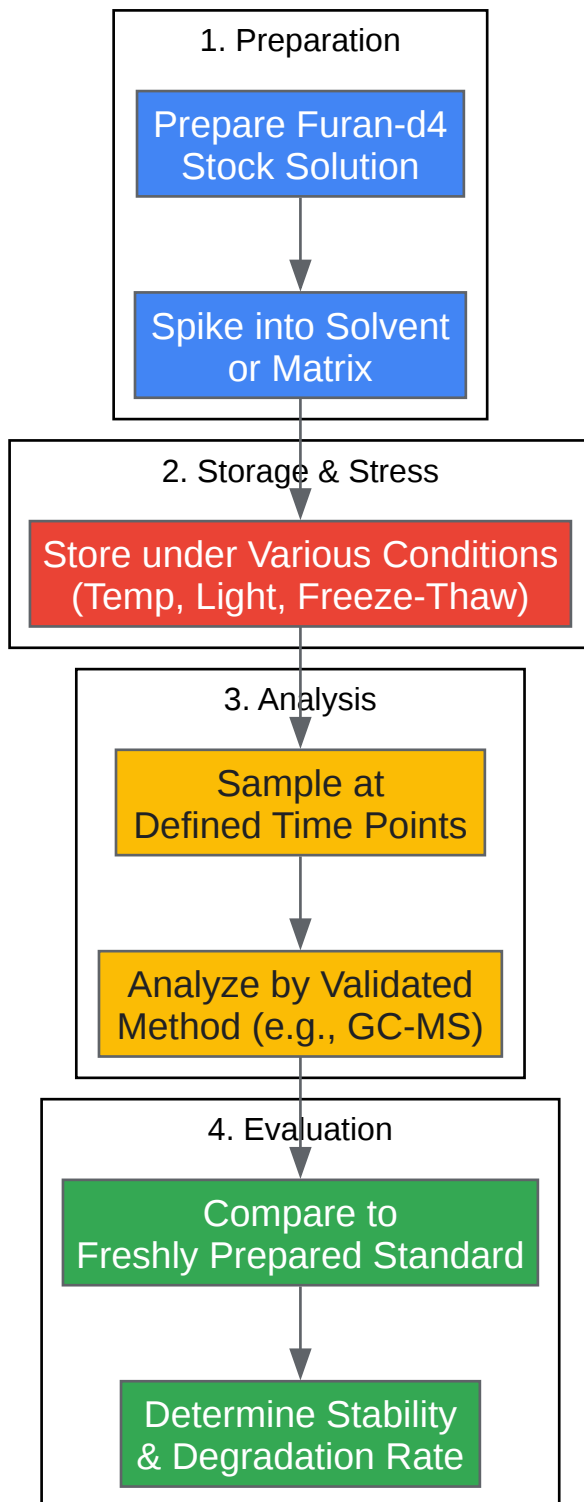 1. Preparation
Prepare Furan-d4
Stock Solution
Spike into Solvent
or Matrix
2. Storage & Stress
Store under Various Conditions
(Temp, Light, Freeze-Thaw)
3. Analysis
Sample at
Defined Time Points
Analyze by Validated
Method (e.g., GC-MS)
4. Evaluation
Compare to
Freshly Prepared Standard
Determine Stability
& Degradation Rate